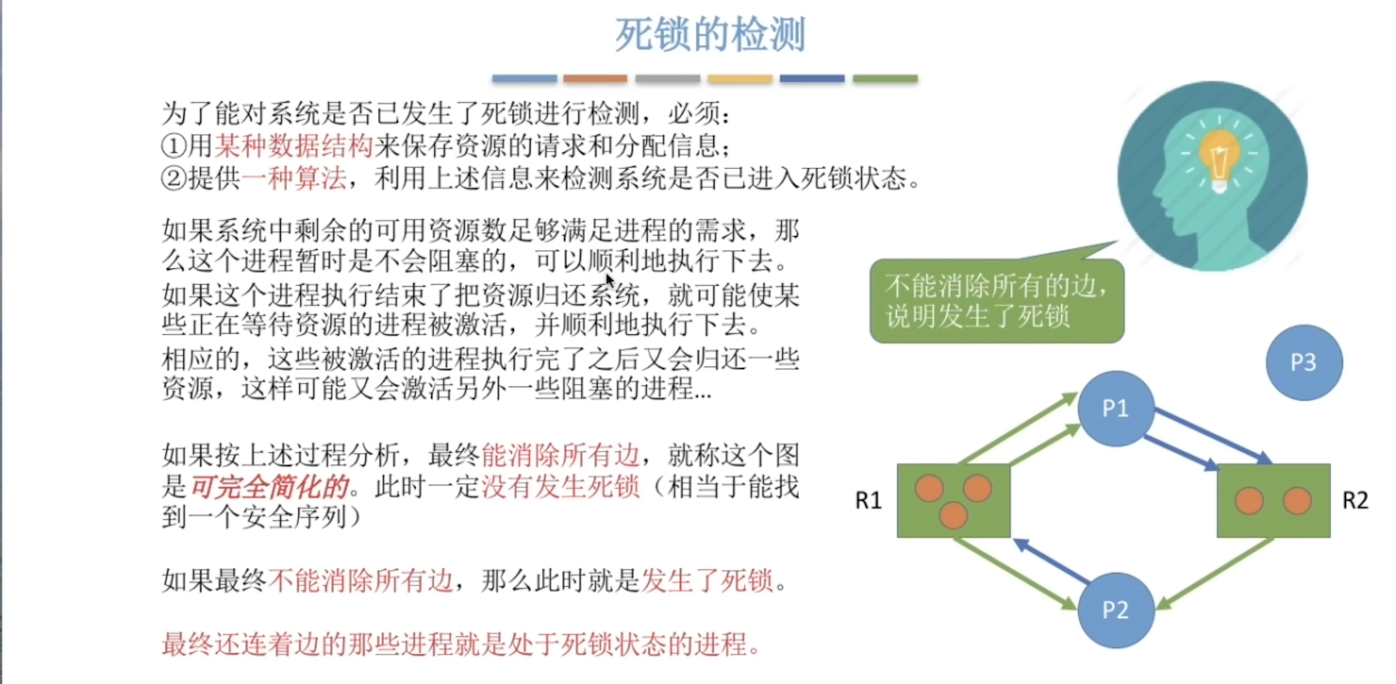 死锁的检测
为了能对系统是否已发生了死锁进行检测，必须：
①用某种数据结构来保存资源的请求和分配信息；
②提供一种算法，利用上述信息来检测系统是否已进入死锁状态。
如果系统中剩余的可用资源数足够满足进程的需求，那
么这个进程暂时是不会阻塞的，可以顺利地执行下去。
如果这个进程执行结束了把资源归还系统，就可能使某
些正在等待资源的进程被激活，并顺利地执行下去。
相应的，这些被激活的进程执行完了之后又会归还一些
资源，这样可能又会激活另外一些阻塞的进程...
如果按上述过程分析，最终能消除所有边，就称这个图
是可完全简化的。此时一定没有发生死锁（相当于能找
到一个安全序列）
如果最终不能消除所有边，那么此时就是发生了死锁。
最终还连着边的那些进程就是处于死锁状态的进程。
不能消除所有的边，
说明发生了死锁
P3
P1
R1
R2
P2